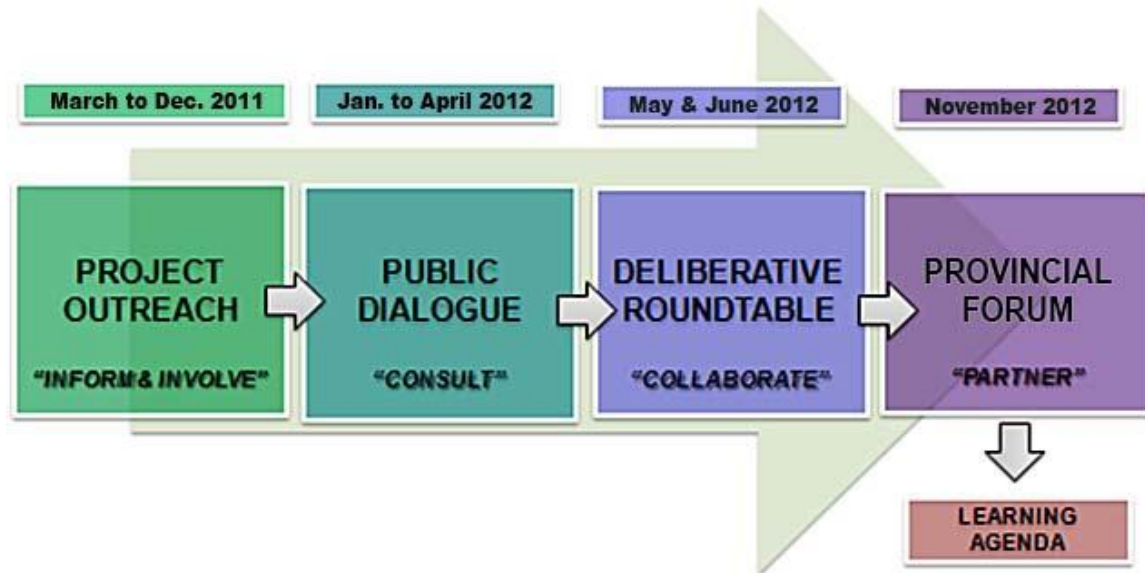 March to Dec. 2011
Jan. to April 2012
May & June 2012
November 2012
PROJECT
OUTREACH
"INFORM & INVOLVE"
PUBLIC
DIALOGUE
"CONSULT"
DELIBERATIVE
ROUNDTABLE
"COLLABORATE"
PROVINCIAL
FORUM
"PARTNER"
LEARNING
AGENDA